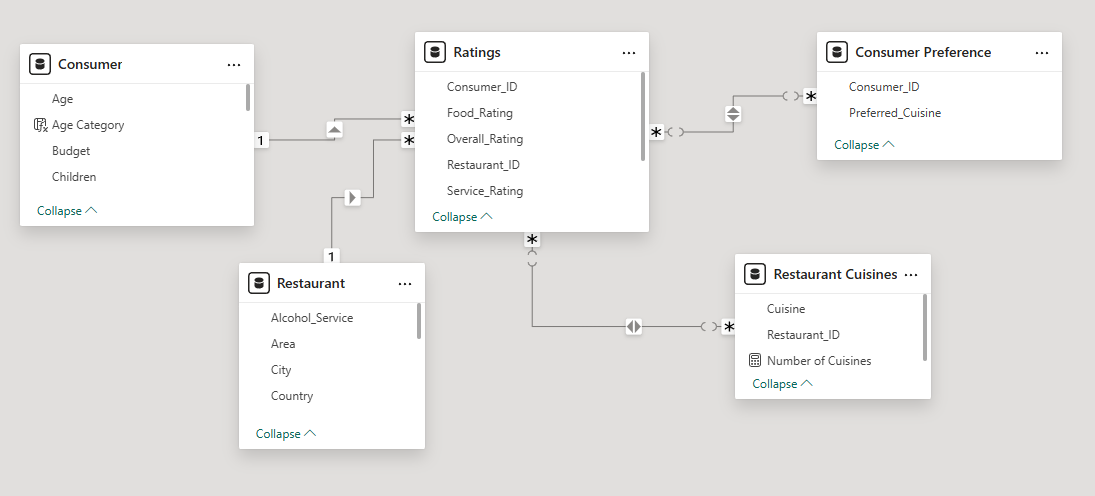 Consumer
...
Age
Age Category
Budget
Children
Collapse
Ratings
...
Consumer_ID
Food_Rating
Overall_Rating
Restaurant_ID
Service_Rating
Collapse
Consumer Preference
...
Consumer_ID
Preferred_Cuisine
Collapse
1
*
*
*
*
1
*
*
Restaurant
...
Alcohol_Service
Area
City
Country
Collapse
Restaurant Cuisines
...
Cuisine
Restaurant_ID
Number of Cuisines
Collapse